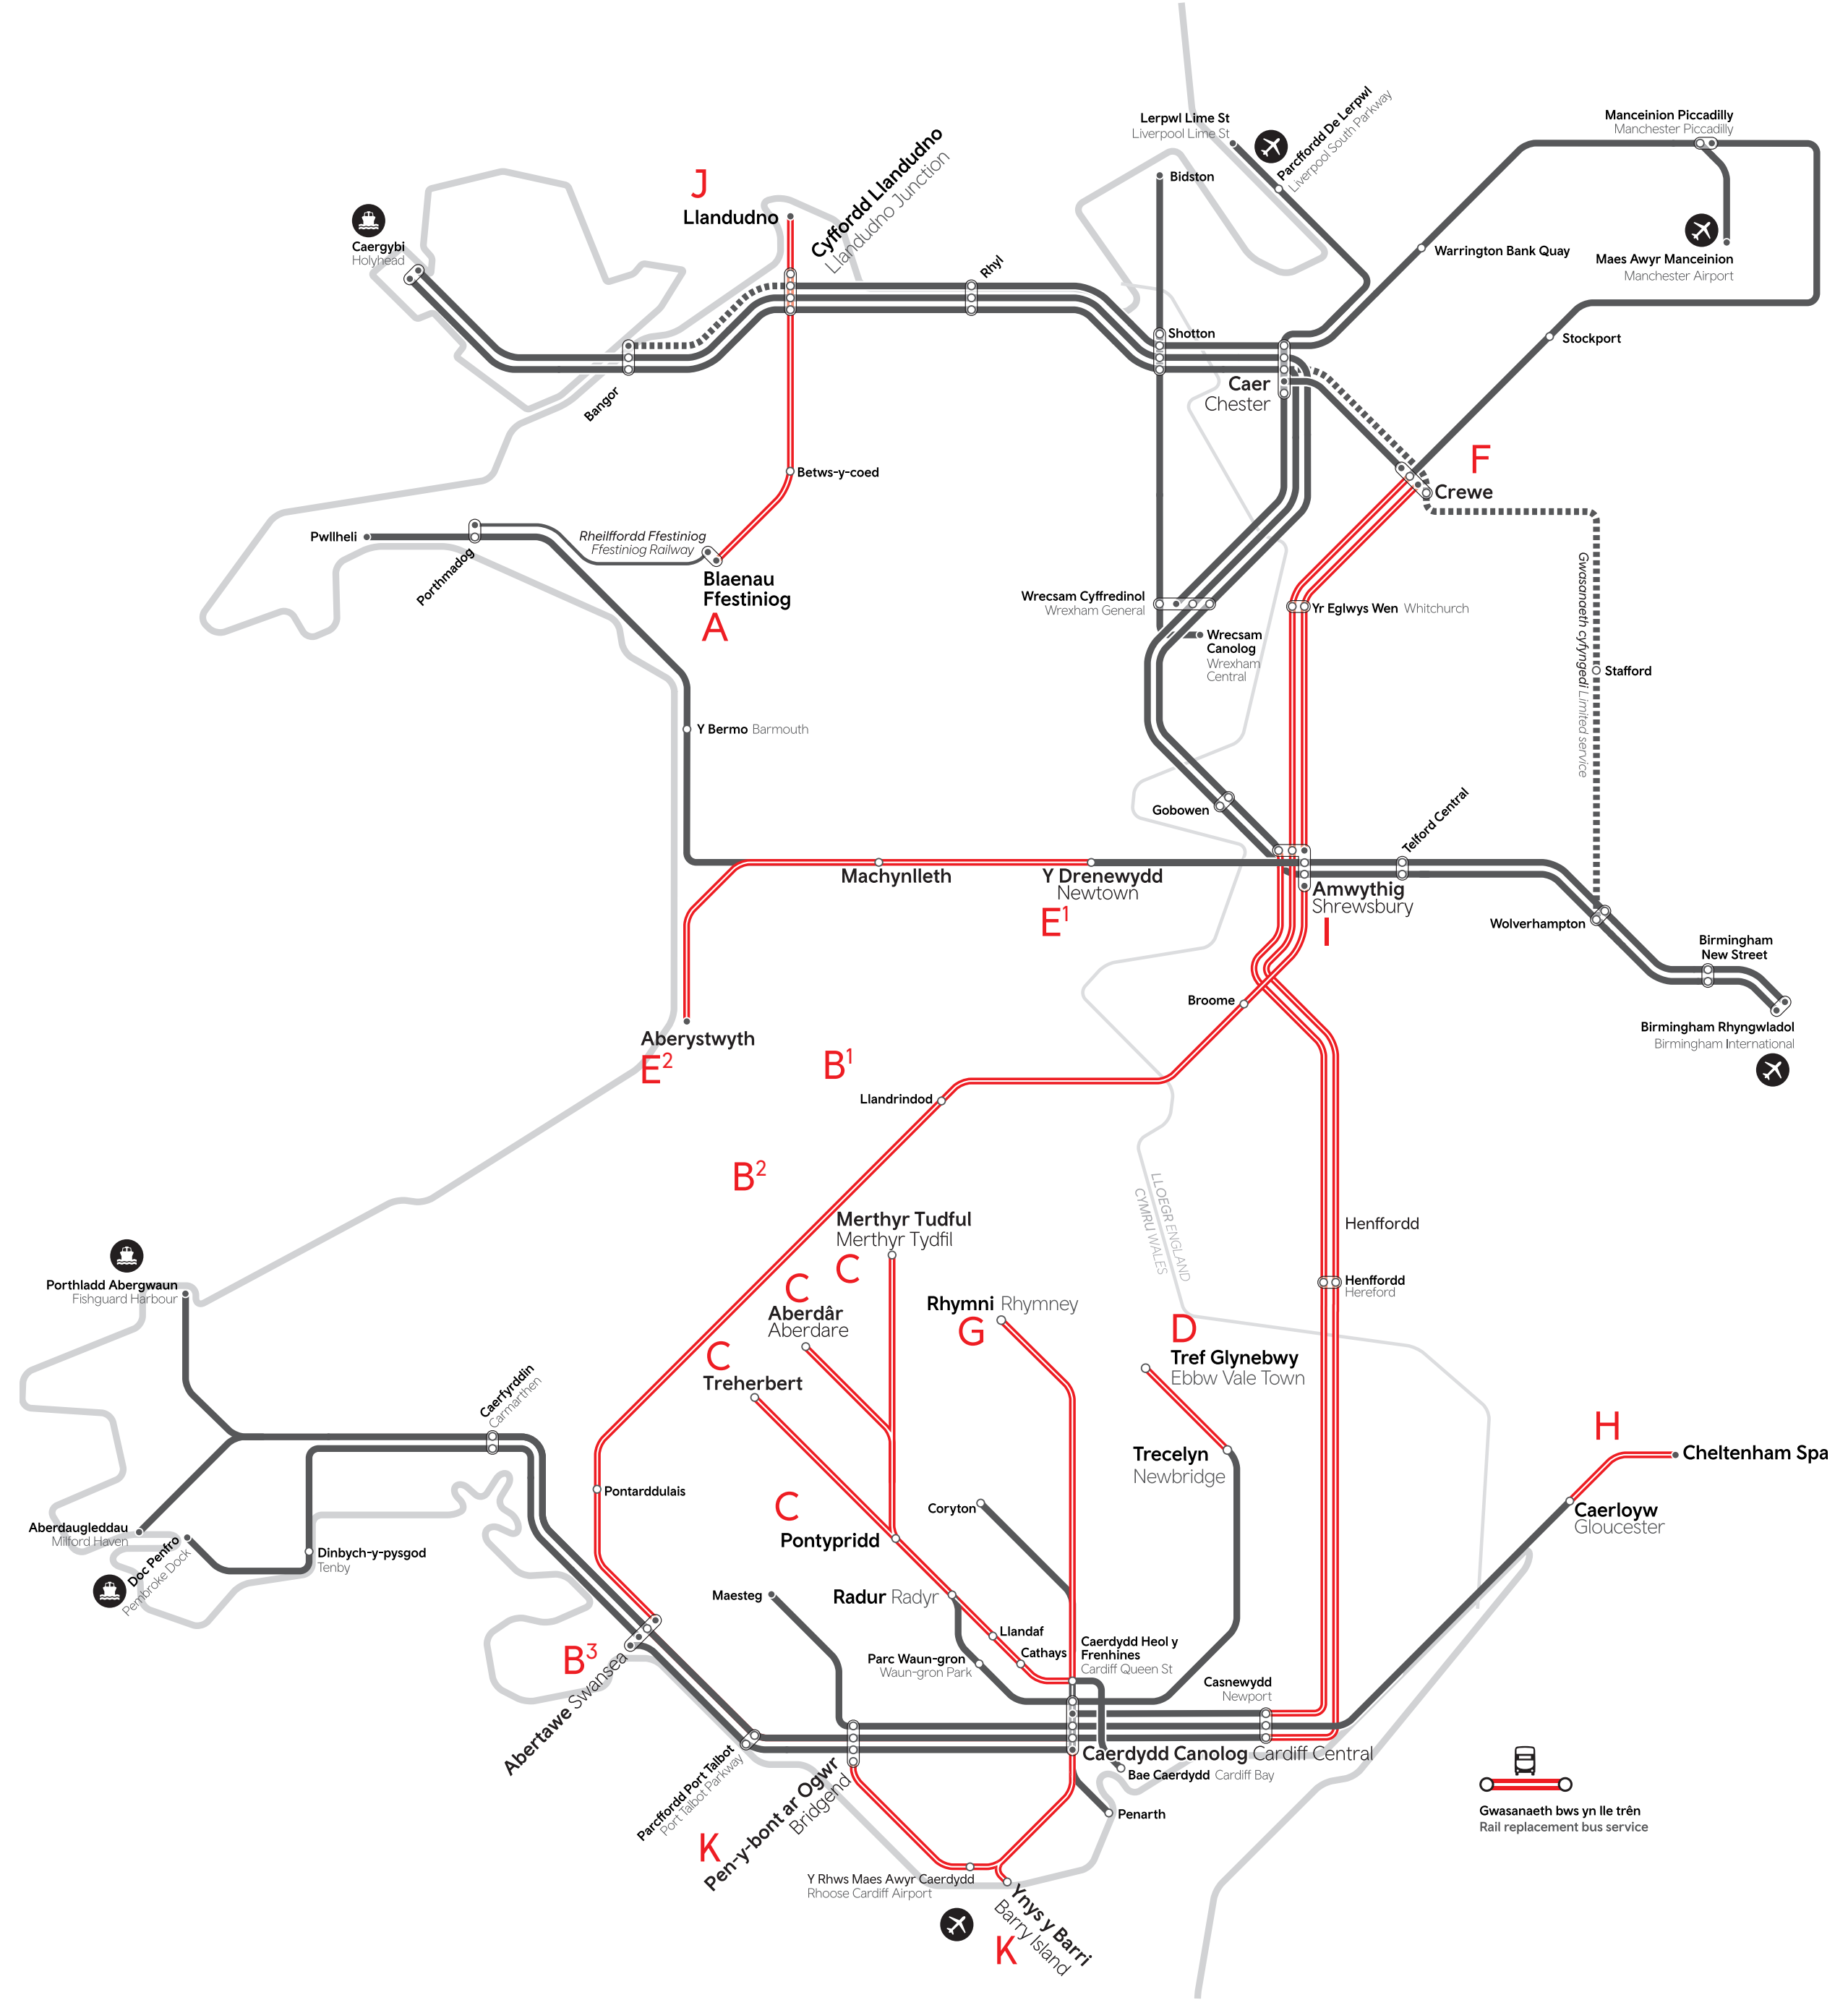 Lerpwl Lime St
Liverpool Lime St
Parcffordd De Lerpwl
Liverpool South Parkway
Manceinion Piccadilly
Manchester Piccadilly
J
Llandudno
Cyffordd Llandudno
Llandudno Junction
Bidston
Caergybi
Holyhead
Rhyl
Warrington Bank Quay
Maes Awyr Manceinion
Manchester Airport
Shotton
Stockport
Bangor
Caer
Chester
F
Crewe
Betws-y-coed
Pwllheli
Porthmadog
Rheilffordd Ffestiniog
Ffestiniog Railway
Blaenau
Ffestiniog
A
Wrecsam Cyffredinol
Wrexham General
Yr Eglwys Wen Whitchurch
Wrecsam
Canolog
Wrexham
Central
Gwasanaeth cyfyngedi Limited service
Stafford
Y Bermo Barmouth
Gobowen
Telford Central
Machynlleth
Y Drenewydd
Newtown
E1
Amwythig
Shrewsbury
I
Wolverhampton
Birmingham
New Street
Birmingham Rhyngwladol
Birmingham International
Broome
Aberystwyth
E2
B1
Llandrindod
B2
LLOEGR ENGLAND
CYMRU WALES
Merthyr Tudful
Merthyr Tydfil
C
Henffordd
Henffordd
Hereford
Porthladd Abergwaun
Fishguard Harbour
C
Aberdâr
Aberdare
Rhymni Rhymney
G
D
Tref Glynebwy
Ebbw Vale Town
C
Treherbert
Caerfyrddin
Carmarthen
H
Cheltenham Spa
Trecelyn
Newbridge
Pontarddulais
C
Pontypridd
Coryton
Caerloyw
Gloucester
Aberdaugleddau
Milford Haven
Doc Penfro
Pembroke Dock
Dinbych-y-pysgod
Tenby
Maesteg
Radur Radyr
Llandaf
Cathays
Parc Waun-gron
Waun-gron Park
Caerdydd Heol y
Frenhines
Cardiff Queen St
B3
Abertawe Swansea
Casnewydd
Newport
Parcffordd Port Talbot
Port Talbot Parkway
Caerdydd Canolog Cardiff Central
Bae Caerdydd Cardiff Bay
Penarth
K
Pen-y-bont ar Ogwr
Bridgend
Y Rhws Maes Awyr Caerdydd
Rhoose Cardiff Airport
Ynys y Barri
Barry Island
K
Gwasanaeth bws yn lle trên
Rail replacement bus service